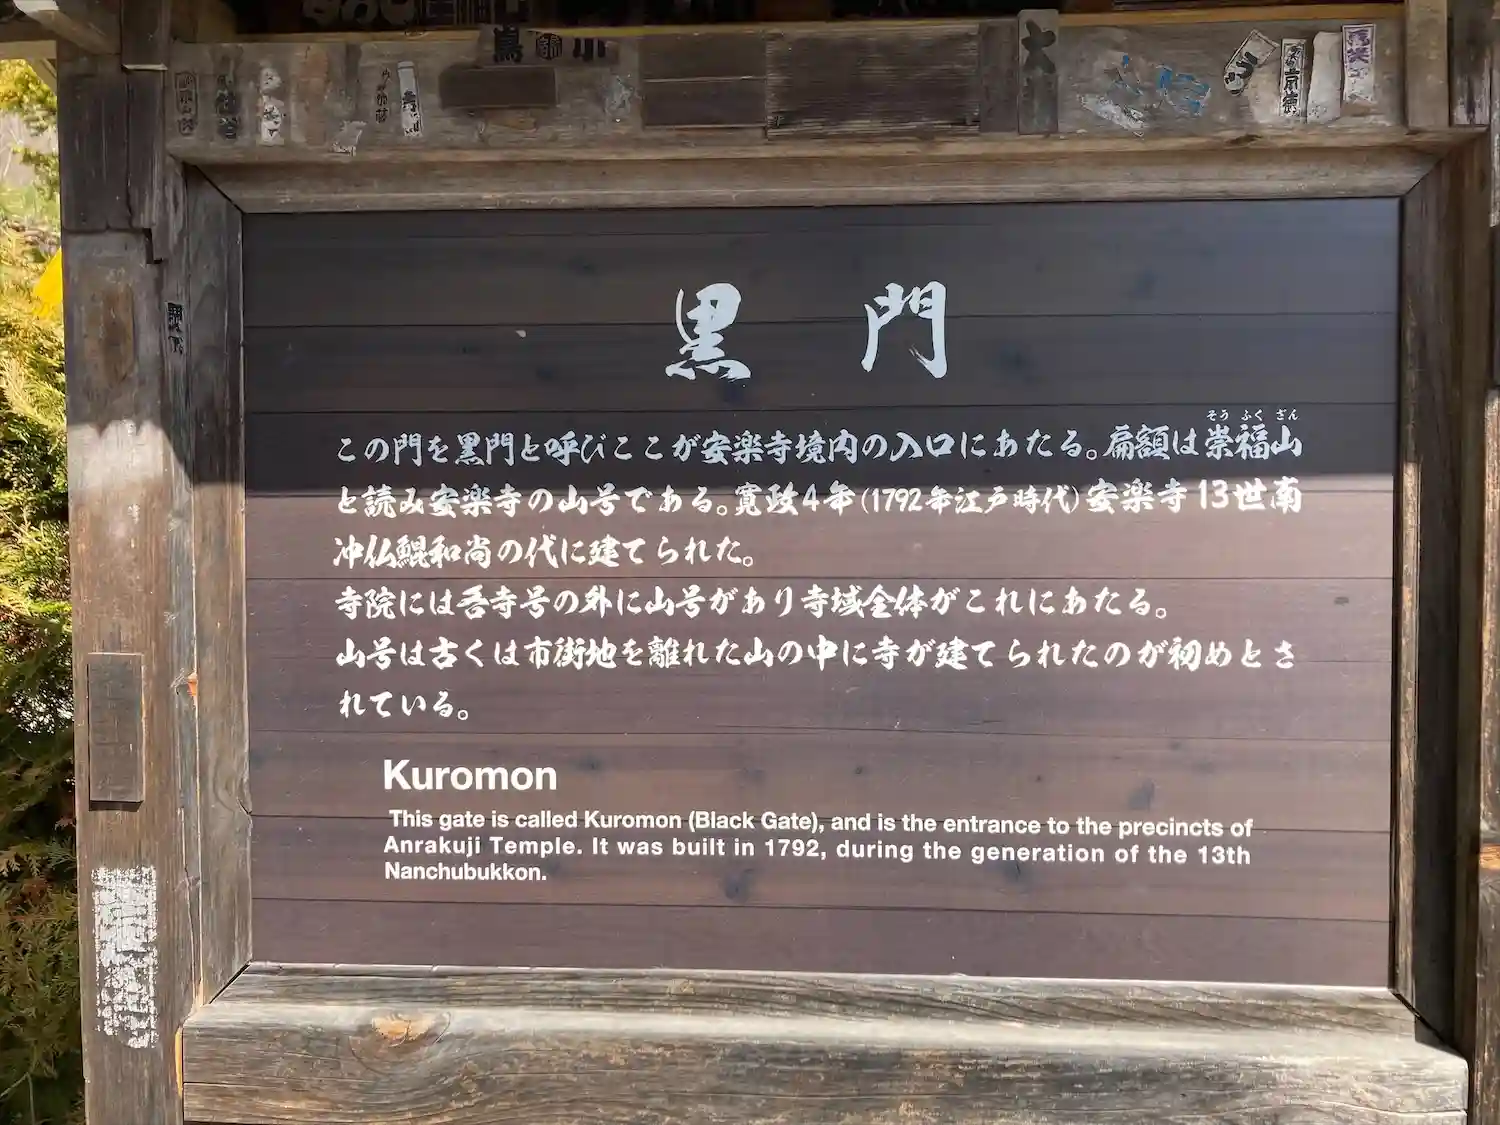 黒門
そうふくざん
この門を黒門と呼びここが安楽寺境内の入口にあたる。扁額は崇福山
と読み安楽寺の山号である。寛政4年(1792年江戸時代)安楽寺13世南
冲仏鯤和尚の代に建てられた。
寺院には吾寺号の外に山号があり寺域全体がこれにあたる。
山号は古くは市街地を離れた山の中に寺が建てられたのが初めとさ
れている。
Kuromon
This gate is called Kuromon (Black Gate), and is the entrance to the precincts of
Anrakuji Temple. It was built in 1792, during the generation of the 13th
Nanchubukkon.